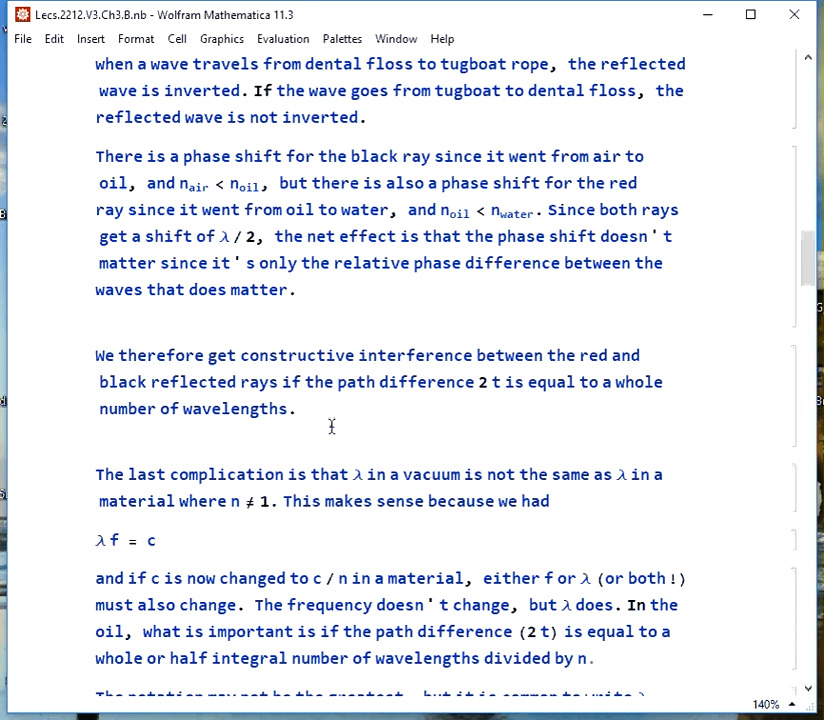 Lecs.2212.V3.Ch3.B.nb - Wolfram Mathematica 11.3
File Edit Insert Format Cell Graphics Evaluation Palettes Window Help
when a wave travels from dental floss to tugboat rope, the reflected
wave is inverted. If the wave goes from tugboat to dental floss, the
reflected wave is not inverted.
There is a phase shift for the black ray since it went from air to
oil, and n_air < n_oil, but there is also a phase shift for the red
ray since it went from oil to water, and n_oil < n_water. Since both rays
get a shift of λ / 2, the net effect is that the phase shift doesn't
matter since it's only the relative phase difference between the
waves that does matter.
We therefore get constructive interference between the red and
black reflected rays if the path difference 2 t is equal to a whole
number of wavelengths.
The last complication is that λ in a vacuum is not the same as λ in a
material where n ≠ 1. This makes sense because we had
λ f = c
and if c is now changed to c / n in a material, either f or λ (or both !)
must also change. The frequency doesn't change, but λ does. In the
oil, what is important is if the path difference (2 t) is equal to a
whole or half integral number of wavelengths divided by n.
140%